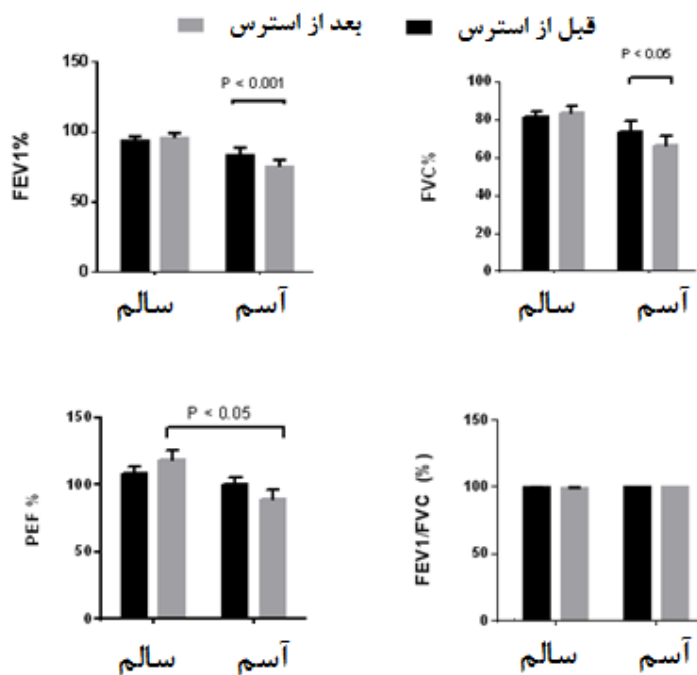 قبل از استرس
بعد از استرس
FEV1%
150
100
50
0
P < 0.001
سالم
آسم
FVC%
100
80
60
40
20
0
P < 0.05
سالم
آسم
PEF %
150
100
50
0
P < 0.05
سالم
آسم
FEV1/FVC (%)
150
100
50
0
سالم
آسم